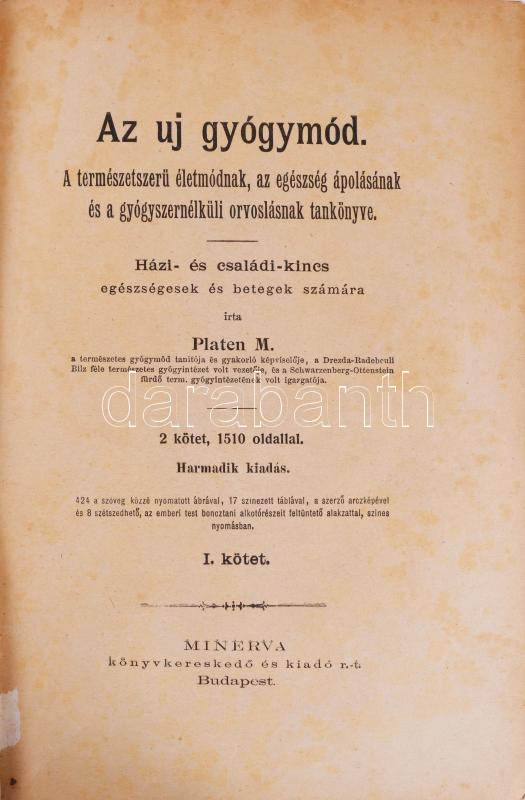 Az uj gyógymód.
A természetszerü életmódnak, az egészség ápolásának
és a gyógyszernélküli orvoslásnak tankönyve.
Házi- és családi-kincs
egészségesek és betegek számára
irta
Platen M.
a természetes gyógymód tanitója és gyakorló képviselője, a Drezda-Radebeuli
Bilz féle természetes gyógyintézet volt vezetője, és a Schwarzenberg-Ottenstein
fürdő term. gyógyintézetének volt igazgatója.
darabanth
2 kötet, 1510 oldallal.
Harmadik kiadás.
424 a szöveg közzé nyomatott ábrával, 17 szinezett táblával, a szerző arczképével
és 8 szétszedhető, az emberi test bonctani alkotórészeit feltüntető alakzattal, szines
nyomásban.
I. kötet.
MINERVA
könyvkereskedő és kiadó r.-t.
Budapest.